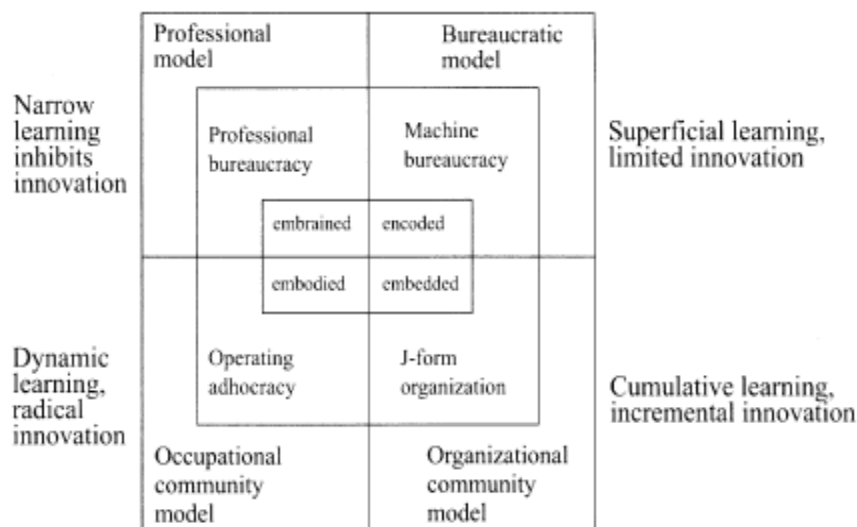 Professional
model
Bureaucratic
model
Narrow
learning
inhibits
innovation
Professional
bureaucracy
Machine
bureaucracy
Superficial learning,
limited innovation
embrained
encoded
embodied
embedded
Dynamic
learning,
radical
innovation
Operating
adhocracy
J-form
organization
Cumulative learning,
incremental innovation
Occupational
community
model
Organizational
community
model